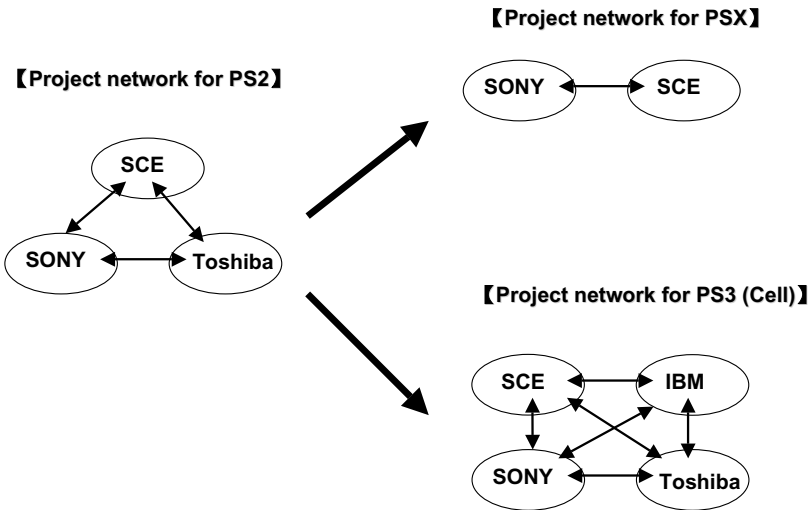 【Project network for PS2】
SCE
SONY
Toshiba
【Project network for PSX】
SONY
SCE
【Project network for PS3 (Cell)】
SCE
IBM
SONY
Toshiba